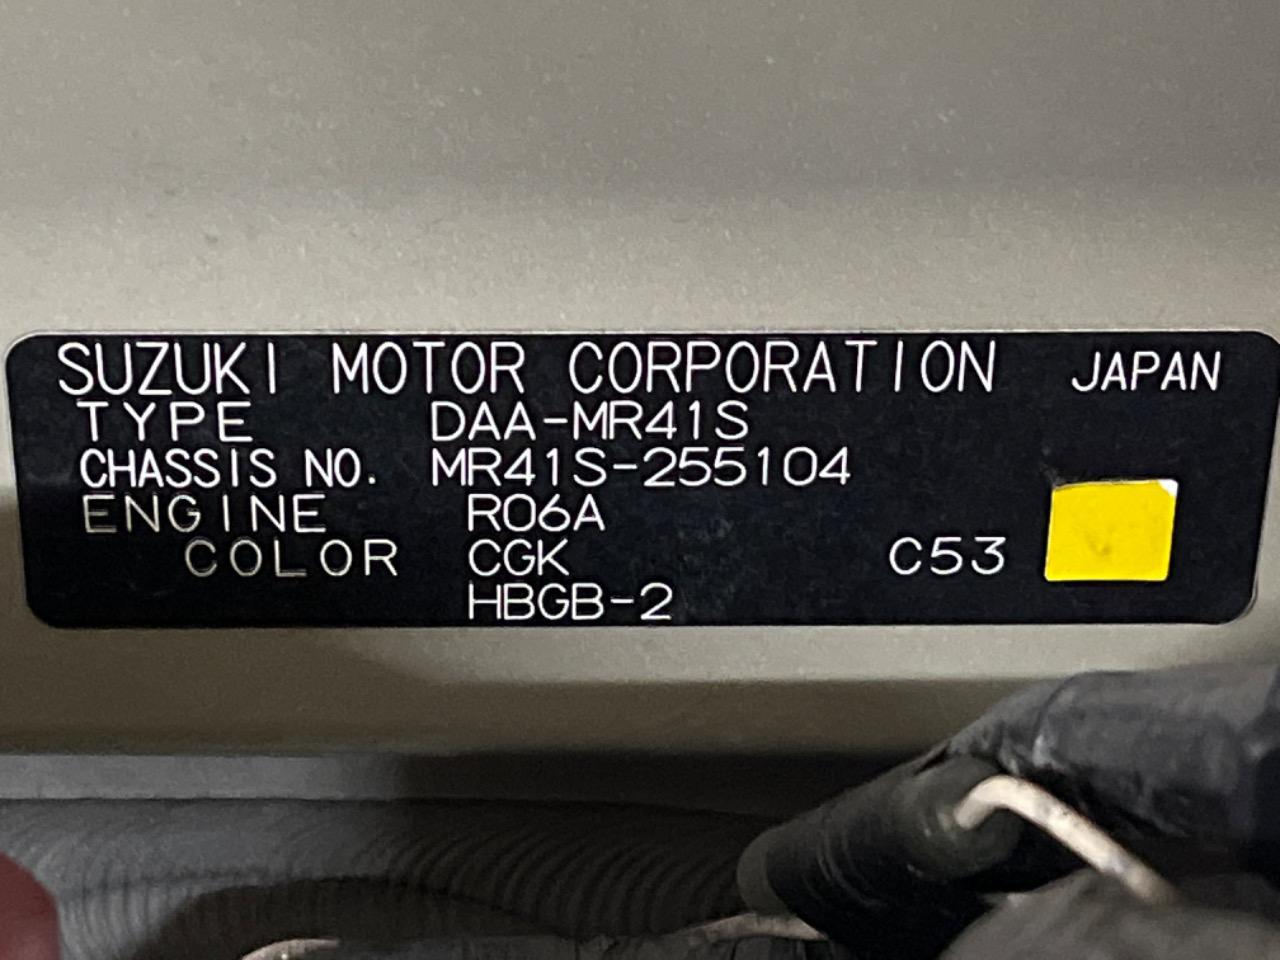 SUZUKI MOTOR CORPORATION JAPAN
TYPE DAA-MR41S
CHASSIS NO. MR41S-255104
ENGINE R06A
COLOR CGK C53
HBGB-2